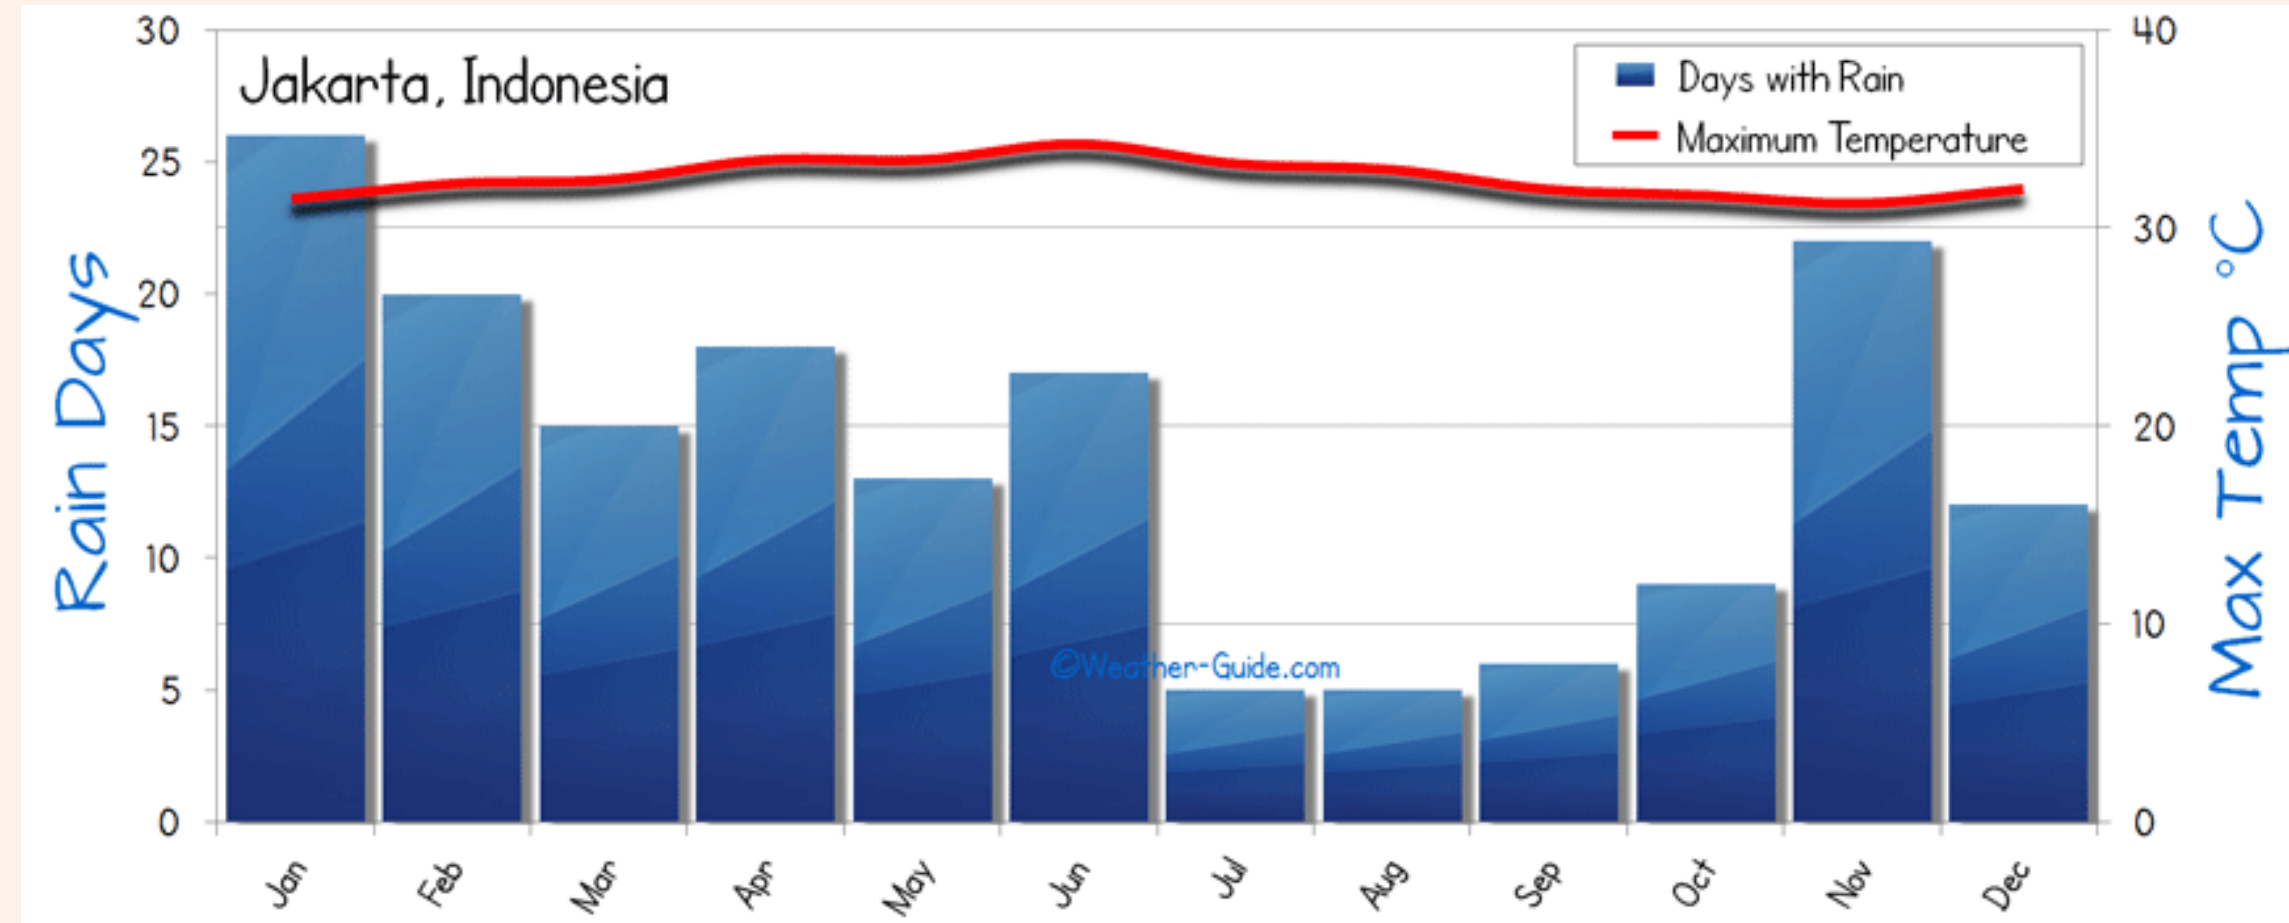 Jakarta, Indonesia
Days with Rain
Maximum Temperature
Rain Days
30
25
20
15
10
5
0
40
30
20
10
0
Max Temp °C
©Weather-Guide.com
Jan
Feb
Mar
Apr
May
Jun
Jul
Aug
Sep
Oct
Nov
Dec